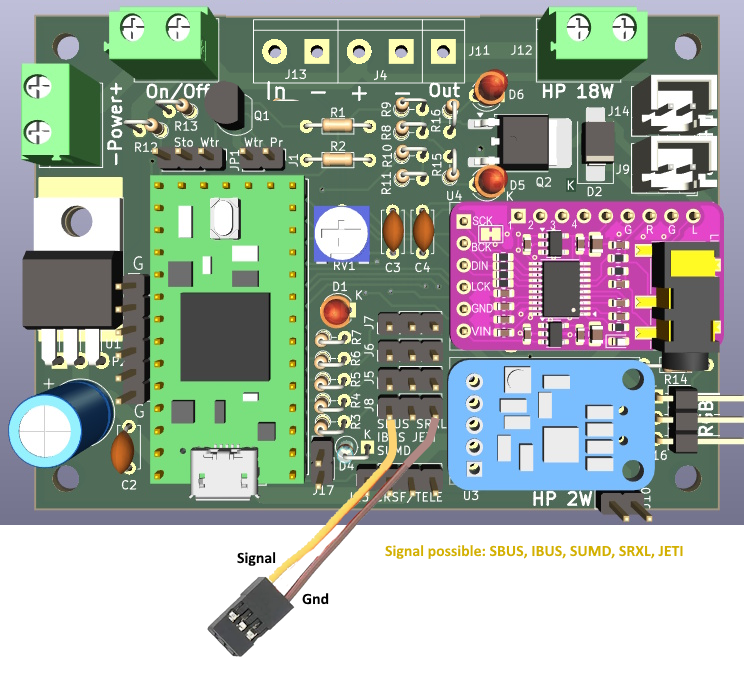 J13
J4
J11
J12
In
−
+
−
Out
-Power+
On/Off
HP 18W
R13
R12
Q1
R1
R2
R9
R8
R10
R11
R16
R15
D6
D5
K
Q2
K
D2
J14
J9
Sto Wtr
JP1
Wtr Pr
J1
U4
SCK
BCK
DIN
LCK
GND
VIN
2
3
4
G
R
G
L
RV1
C3
C4
G
G
D1
K
J7
J6
J5
J8
R7
R6
R5
R4
R3
SBUS SRXL
IBUS JETI
SUMD
K
D4
J17
CRSF/TELE
+
C2
R14
16
U3
HP 2W
Signal
Gnd
Signal possible: SBUS, IBUS, SUMD, SRXL, JETI